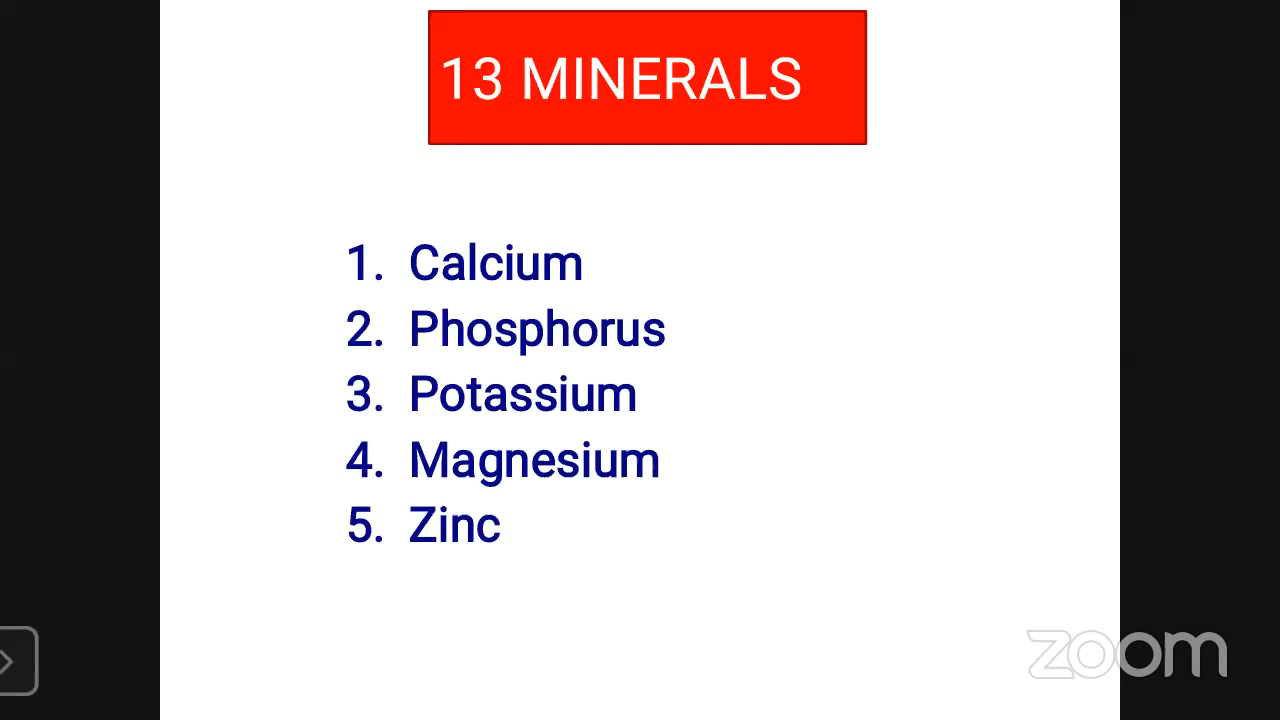 13 MINERALS
1. Calcium
2. Phosphorus
3. Potassium
4. Magnesium
5. Zinc
zoom